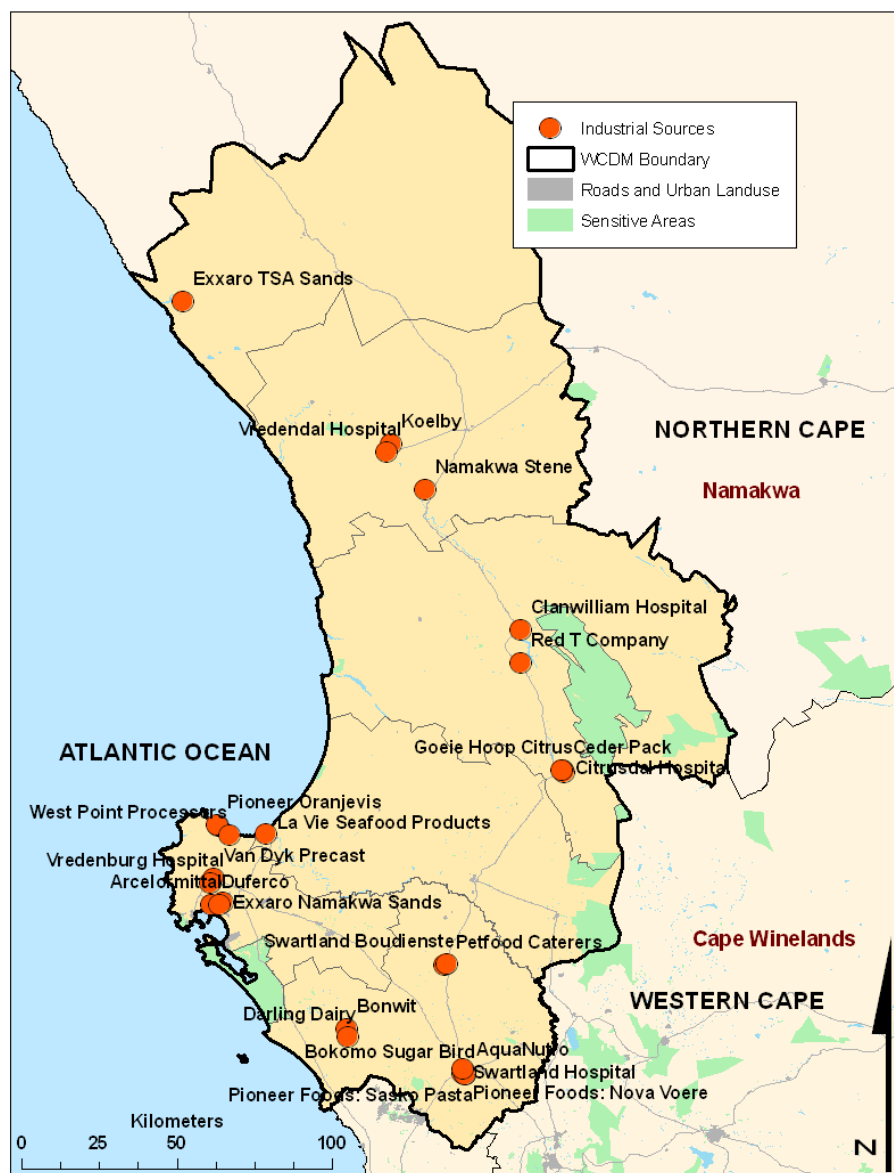 Industrial Sources
WCDM Boundary
Roads and Urban Landuse
Sensitive Areas
Exxaro TSA Sands
Koelby
Vredendal Hospital
NORTHERN CAPE
Namakwa Stene
Namakwa
Clanwilliam Hospital
Red T Company
ATLANTIC OCEAN
Goeie Hoop Citrus
Ceder Pack
Citrusdal Hospital
Pioneer Oranjevis
West Point Processers
La Vie Seafood Products
Vredenburg Hospital
Van Dyk Precast
Arcelormittal
Duferco
Exxaro Namakwa Sands
Cape Winelands
Swartland Boudienste
Petfood Caterers
WESTERN CAPE
Darling Dairy
Bonwit
Bokomo Sugar Bird
AquaNutro
Swartland Hospital
Pioneer Foods: Sasko Pasta
Pioneer Foods: Nova Voere
Kilometers
0 25 50 100
N